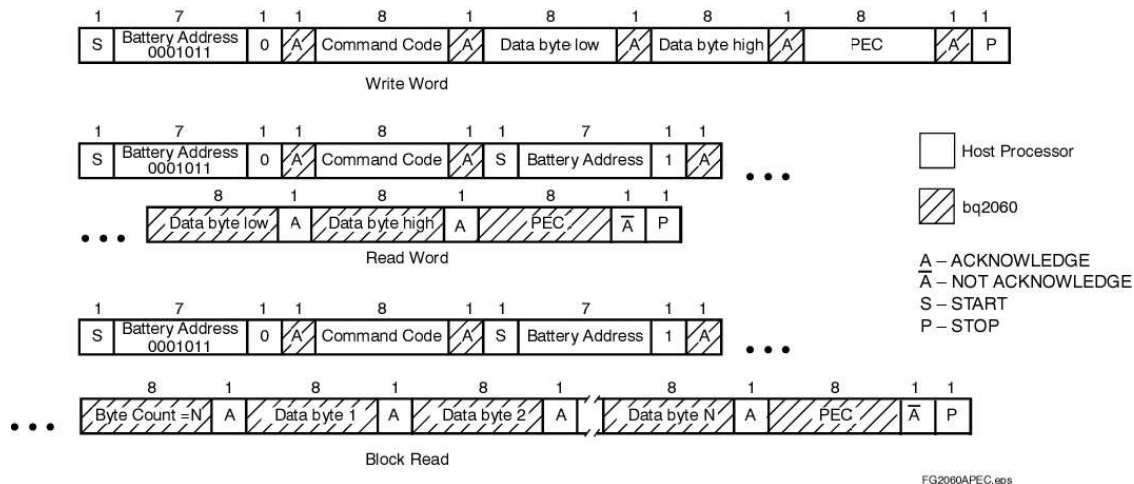 1 7 1 1 8 1 8 1 8 1 8 1 1
S Battery Address 0001011 0 A Command Code A Data byte low A Data byte high A PEC A P
Write Word
1 7 1 1 8 1 1 7 1 1
S Battery Address 0001011 0 A Command Code A S Battery Address 1 A
8 1 8 1 8 1 1
Data byte low A Data byte high A PEC A̅ P
Read Word
1 7 1 1 8 1 1 7 1 1
S Battery Address 0001011 0 A Command Code A S Battery Address 1 A
8 1 8 1 8 1 8 1 8 1 1
Byte Count =N A Data byte 1 A Data byte 2 A Data byte N A PEC A̅ P
Block Read
Host Processor
bq2060
A – ACKNOWLEDGE
A̅ – NOT ACKNOWLEDGE
S – START
P – STOP
FG2060APEC.eps